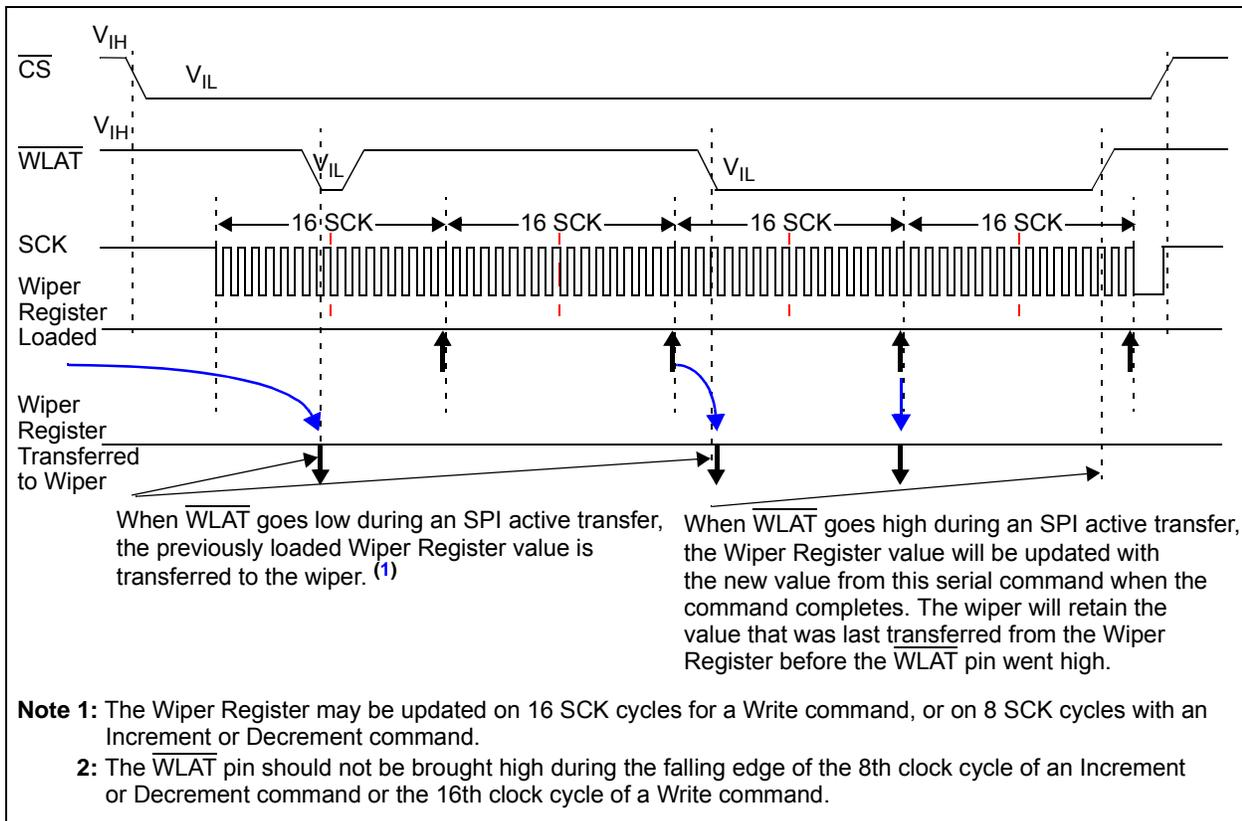 VIH
CS
VIL
VIH
WLAT
VIL
VIL
16 SCK
16 SCK
16 SCK
16 SCK
SCK
Wiper
Register
Loaded
Wiper
Register
Transferred
to Wiper
When WLAT goes low during an SPI active transfer,
the previously loaded Wiper Register value is
transferred to the wiper. (1)
When WLAT goes high during an SPI active transfer,
the Wiper Register value will be updated with
the new value from this serial command when the
command completes. The wiper will retain the
value that was last transferred from the Wiper
Register before the WLAT pin went high.
Note 1: The Wiper Register may be updated on 16 SCK cycles for a Write command, or on 8 SCK cycles with an
Increment or Decrement command.
2: The WLAT pin should not be brought high during the falling edge of the 8th clock cycle of an Increment
or Decrement command or the 16th clock cycle of a Write command.